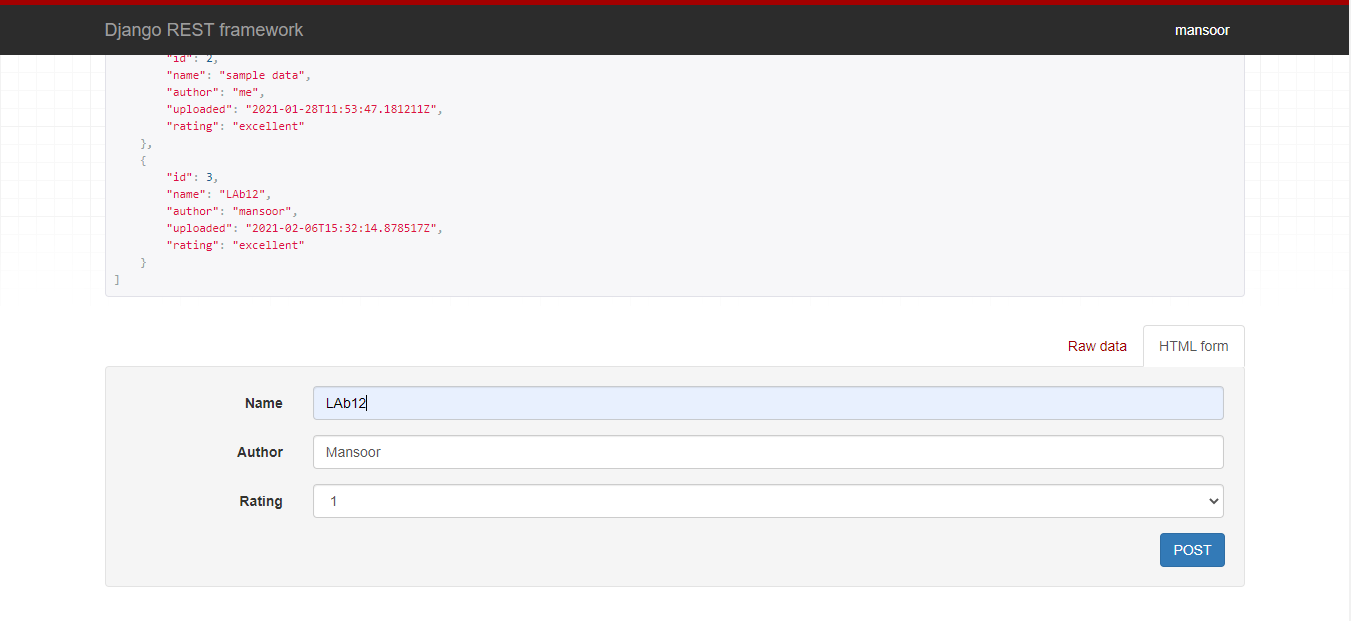 Django REST framework
mansoor
"id": 2,
"name": "sample data",
"author": "me",
"uploaded": "2021-01-28T11:53:47.181211Z",
"rating": "excellent"
},
{
"id": 3,
"name": "LAb12",
"author": "mansoor",
"uploaded": "2021-02-06T15:32:14.878517Z",
"rating": "excellent"
}
]
Raw data
HTML form
Name
LAb12
Author
Mansoor
Rating
1
POST